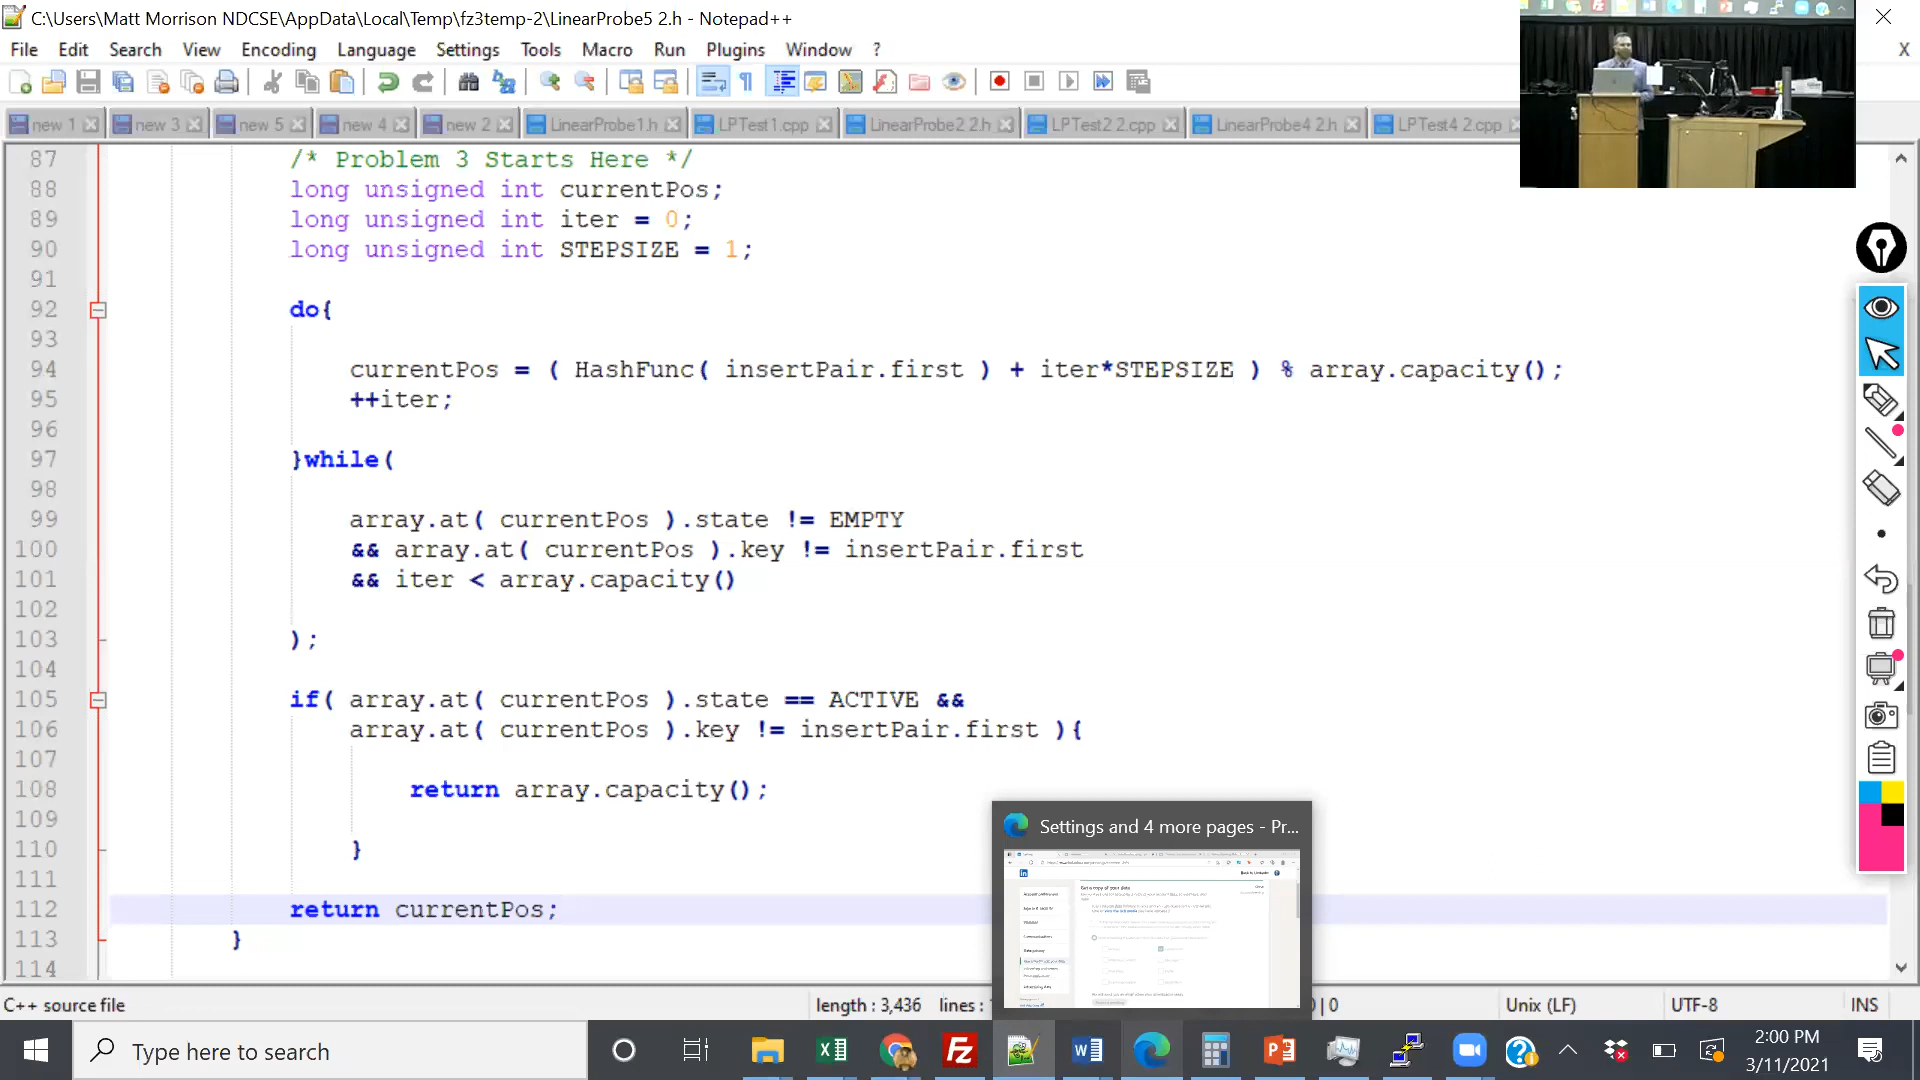 C:\Users\Matt Morrison NDCSE\AppData\Local\Temp\fz3temp-2\LinearProbe5 2.h - Notepad++
File Edit Search View Encoding Language Settings Tools Macro Run Plugins Window ?
new 1 new 3 new 5 new 4 new 2 LinearProbe1.h LPTest1.cpp LinearProbe2 2.h LPTest2 2.cpp LinearProbe4 2.h LPTest4 2.cpp
87 /* Problem 3 Starts Here */
88 long unsigned int currentPos;
89 long unsigned int iter = 0;
90 long unsigned int STEPSIZE = 1;
91
92 do{
93
94 currentPos = ( HashFunc( insertPair.first ) + iter*STEPSIZE ) % array.capacity();
95 ++iter;
96
97 }while(
98
99 array.at( currentPos ).state != EMPTY
100 && array.at( currentPos ).key != insertPair.first
101 && iter < array.capacity()
102
103 );
104
105 if( array.at( currentPos ).state == ACTIVE &&
106 array.at( currentPos ).key != insertPair.first ){
107
108 return array.capacity();
109
110 }
111
112 return currentPos;
113 }
114
Settings and 4 more pages - Pr...
Get a copy of your data
C++ source file length : 3,436 lines : 0 | 0 Unix (LF) UTF-8 INS
Type here to search
2:00 PM
3/11/2021